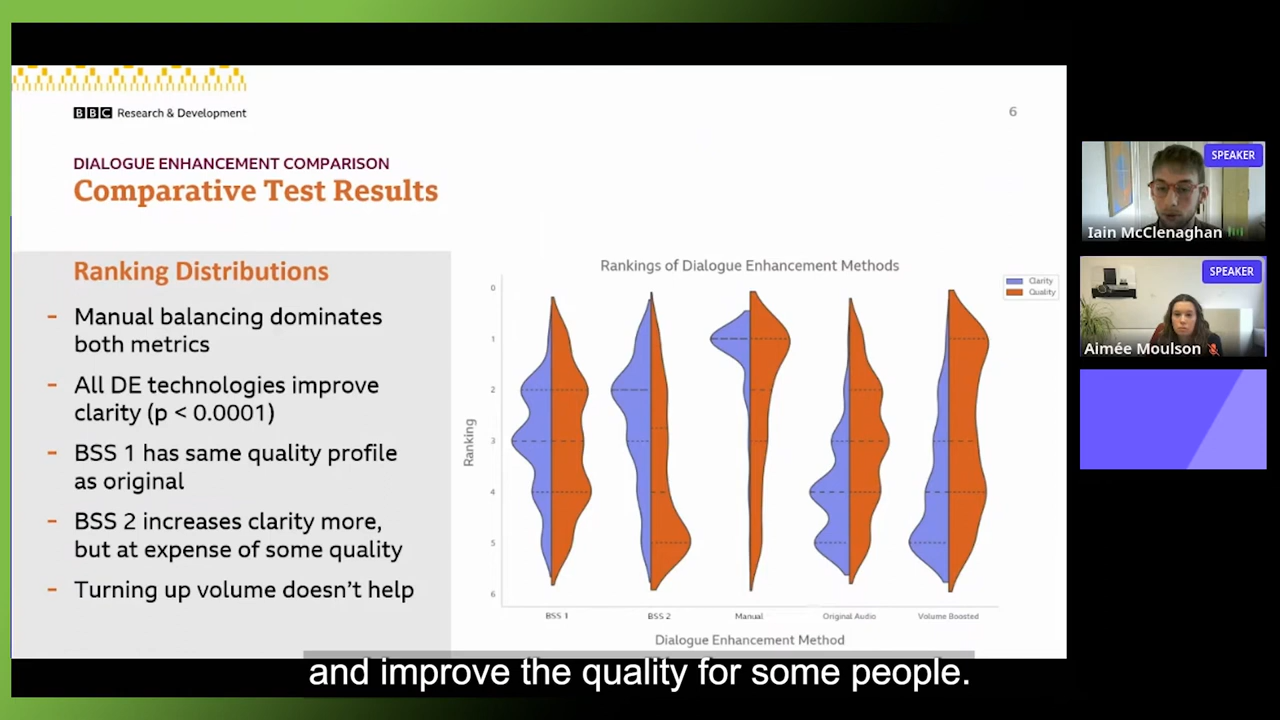 BBC Research & Development
6
DIALOGUE ENHANCEMENT COMPARISON
Comparative Test Results
Ranking Distributions
- Manual balancing dominates
both metrics
- All DE technologies improve
clarity (p < 0.0001)
- BSS 1 has same quality profile
as original
- BSS 2 increases clarity more,
but at expense of some quality
- Turning up volume doesn't help
Rankings of Dialogue Enhancement Methods
Clarity
Quality
Ranking
0
1
2
3
4
5
6
BSS 1
BSS 2
Manual
Original Audio
Volume Boosted
Dialogue Enhancement Method
SPEAKER
Iain McClenaghan
SPEAKER
Aimée Moulson
and improve the quality for some people.